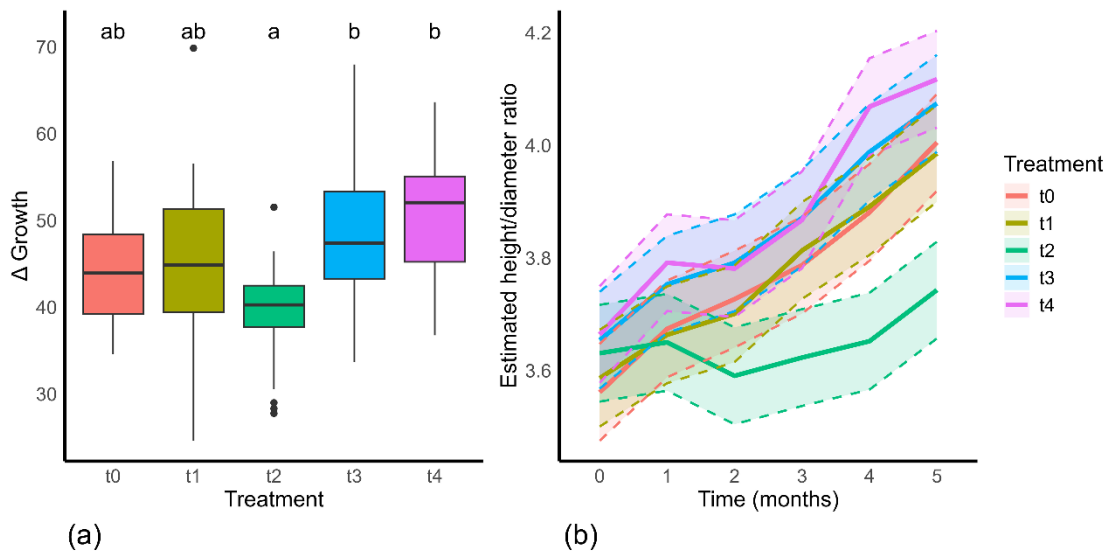 ab ab a b b
70
60
50
40
30
Δ Growth
t0 t1 t2 t3 t4
Treatment
(a)
4.2
4.0
3.8
3.6
Estimated height/diameter ratio
0 1 2 3 4 5
Time (months)
(b)
Treatment
t0
t1
t2
t3
t4